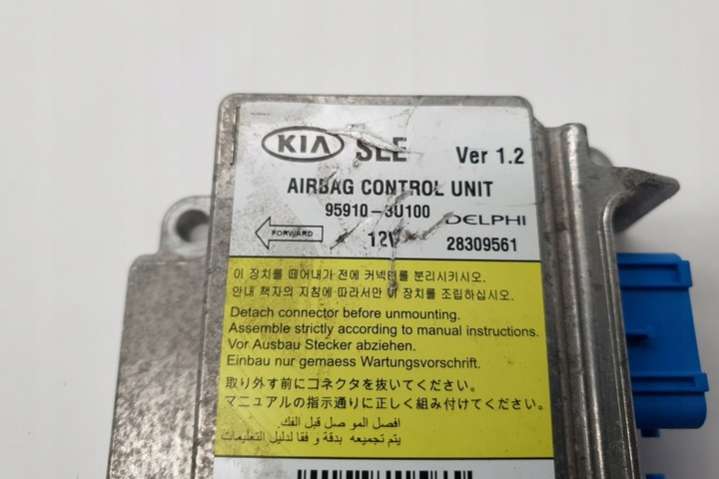 KIA SLE Ver 1.2
AIRBAG CONTROL UNIT
95910-3U100
DELPHI
FORWARD 12V 28309561
이 장치를 떼어내가 전에 커넥터를 분리시키시오.
안내 책자의 지침에 따라서만 이 장치를 조립하십시오.
Detach connector before unmounting.
Assemble strictly according to manual instructions.
Vor Ausbau Stecker abziehen.
Einbau nur gemaess Wartungsvorschrift.
取り外す前にコネクタを抜いてください。
マニュアルの指示通りに正しく組み付けてください。
افصل الموصل قبل الفك.
يتم تجميعه بدقة و فقا لدليل التعليمات